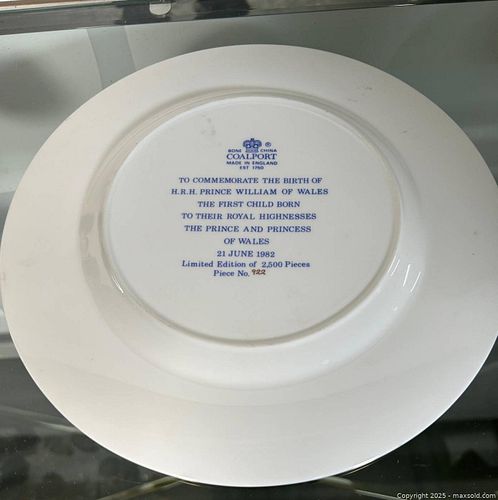 BONE CHINA ®
COALPORT
MADE IN ENGLAND
EST 1750
TO COMMEMORATE THE BIRTH OF
H.R.H. PRINCE WILLIAM OF WALES
THE FIRST CHILD BORN
TO THEIR ROYAL HIGHNESSES
THE PRINCE AND PRINCESS
OF WALES
21 JUNE 1982
Limited Edition of 2,500 Pieces
Piece No. 922
Copyright © 2025 - maxsold.com